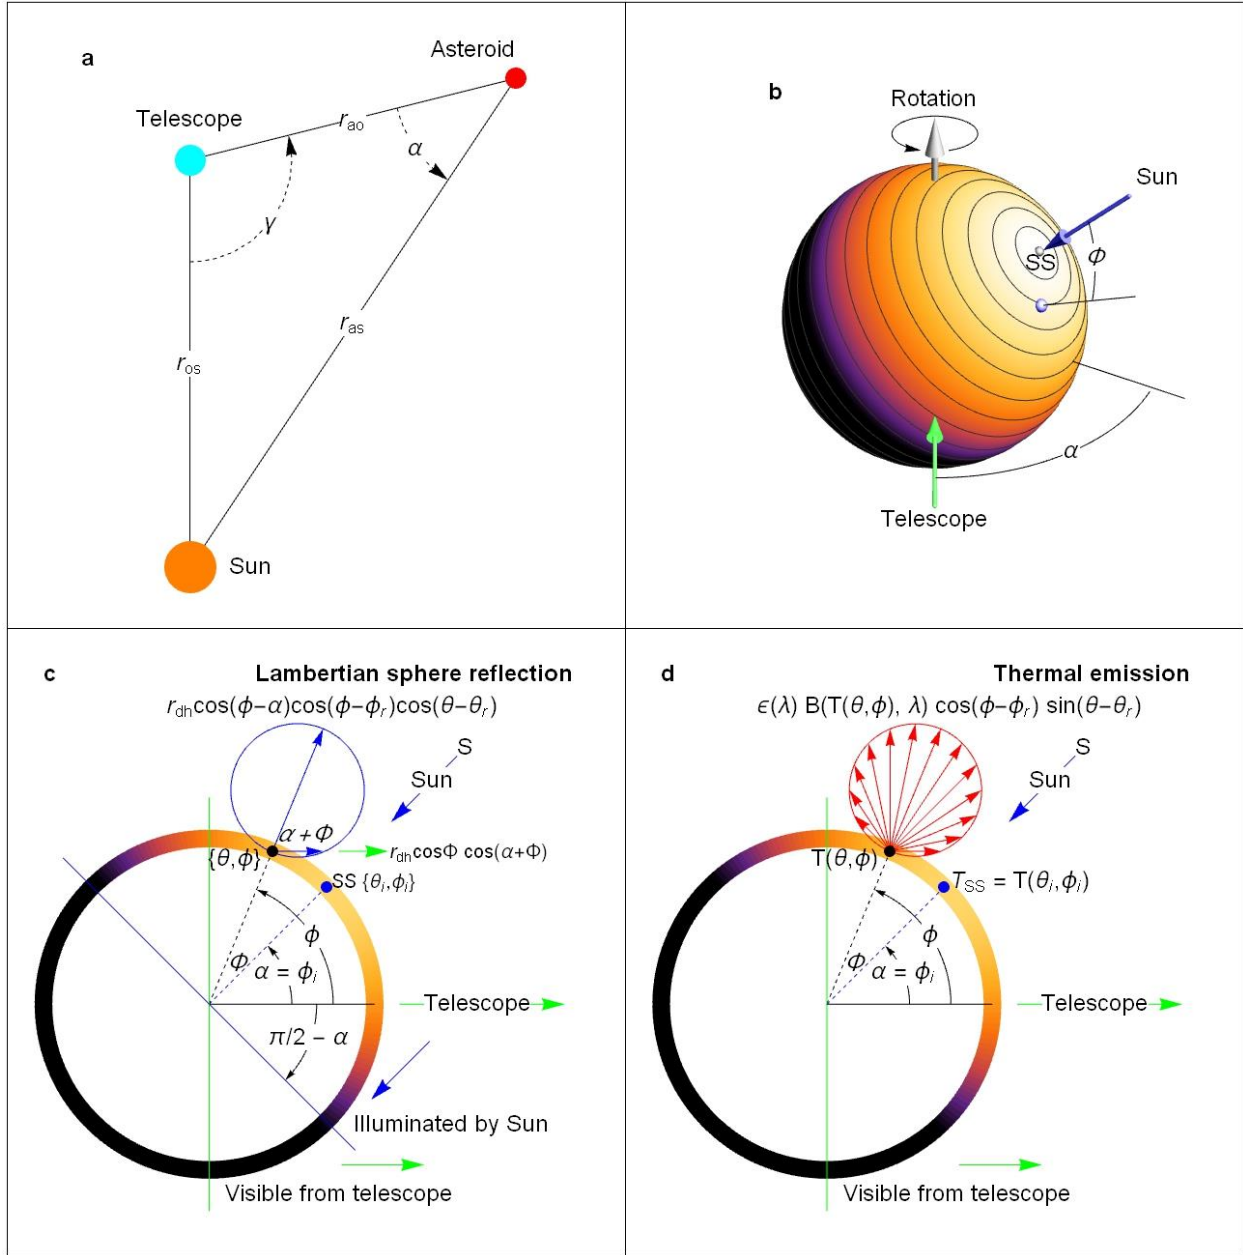 a
Asteroid
Telescope
r_ao
α
γ
r_as
r_os
Sun
b
Rotation
Sun
SS
ϕ
α
Telescope
c
Lambertian sphere reflection
r_dh cos(ϕ−α)cos(ϕ−ϕ_r)cos(θ−θ_r)
S
Sun
α+Φ
{θ,ϕ}
r_dh cosΦ cos(α+Φ)
SS {θ_i,ϕ_i}
ϕ
Φ
α = ϕ_i
Telescope
π/2 − α
Illuminated by Sun
Visible from telescope
d
Thermal emission
ϵ(λ) B(T(θ,ϕ), λ) cos(ϕ−ϕ_r) sin(θ−θ_r)
S
Sun
T(θ,ϕ)
T_SS = T(θ_i,ϕ_i)
ϕ
Φ
α = ϕ_i
Telescope
Visible from telescope